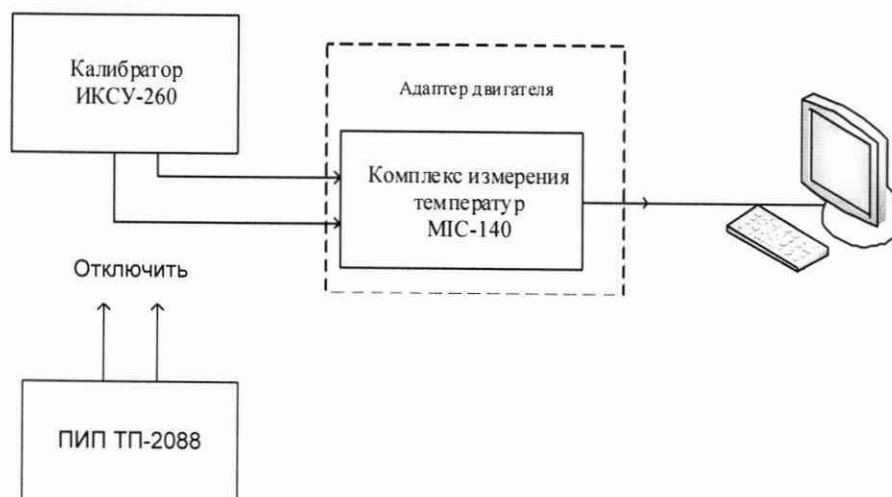 Калибратор
ИКСУ-260
Адаптер двигателя
Комплекс измерения
температур
MIC-140
Отключить
ПИП ТП-2088